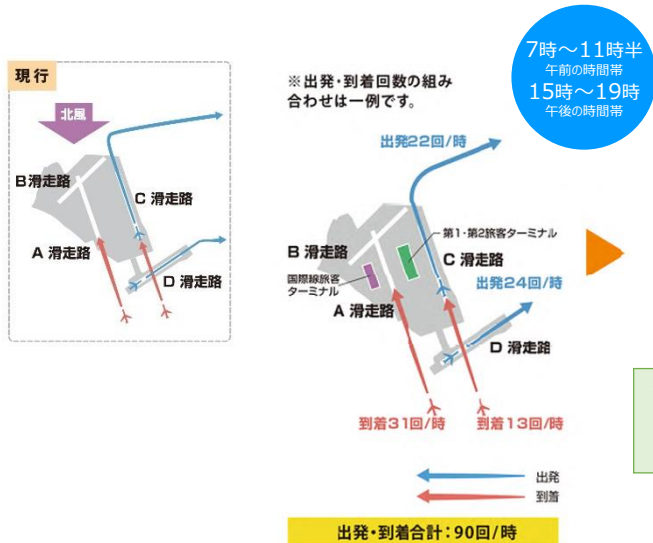 現行
北風
B滑走路
C 滑走路
A 滑走路
D 滑走路
※出発・到着回数の組み
合わせは一例です。
7時～11時半
午前の時間帯
15時～19時
午後の時間帯
出発22回/時
第1・第2旅客ターミナル
B 滑走路
C 滑走路
国際線旅客
ターミナル
出発24回/時
A 滑走路
D 滑走路
到着31回/時
到着13回/時
出発
到着
出発・到着合計：90回/時